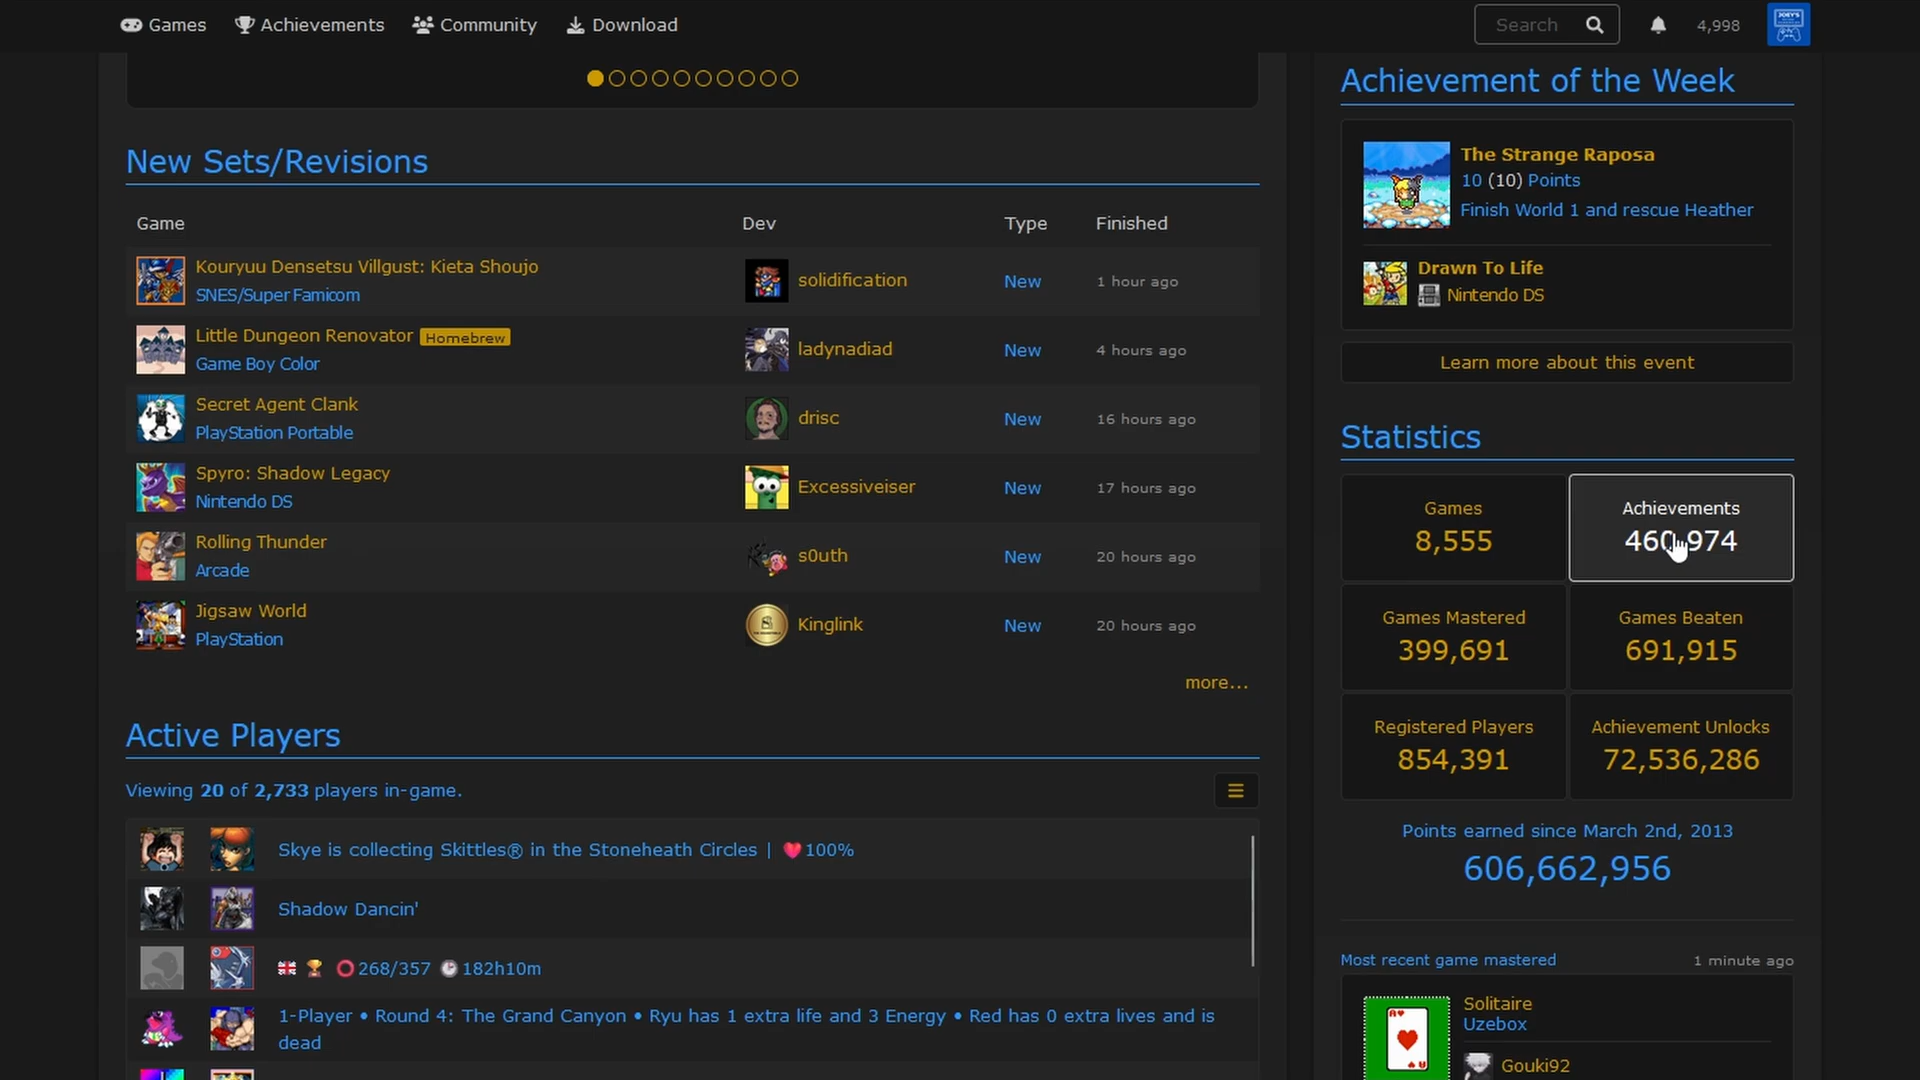 Games Achievements Community Download Search 4,998
New Sets/Revisions
Game Dev Type Finished
Kouryuu Densetsu Villgust: Kieta Shoujo
SNES/Super Famicom
solidification New 1 hour ago
Little Dungeon Renovator Homebrew
Game Boy Color
ladynadiad New 4 hours ago
Secret Agent Clank
PlayStation Portable
drisc New 16 hours ago
Spyro: Shadow Legacy
Nintendo DS
Excessiveiser New 17 hours ago
Rolling Thunder
Arcade
s0uth New 20 hours ago
Jigsaw World
PlayStation
Kinglink New 20 hours ago
more...
Active Players
Viewing 20 of 2,733 players in-game.
Skye is collecting Skittles® in the Stoneheath Circles | ❤100%
Shadow Dancin'
268/357 182h10m
1-Player • Round 4: The Grand Canyon • Ryu has 1 extra life and 3 Energy • Red has 0 extra lives and is
dead
Achievement of the Week
The Strange Raposa
10 (10) Points
Finish World 1 and rescue Heather
Drawn To Life
Nintendo DS
Learn more about this event
Statistics
Games
8,555
Achievements
460,974
Games Mastered
399,691
Games Beaten
691,915
Registered Players
854,391
Achievement Unlocks
72,536,286
Points earned since March 2nd, 2013
606,662,956
Most recent game mastered 1 minute ago
Solitaire
Uzebox
Gouki92